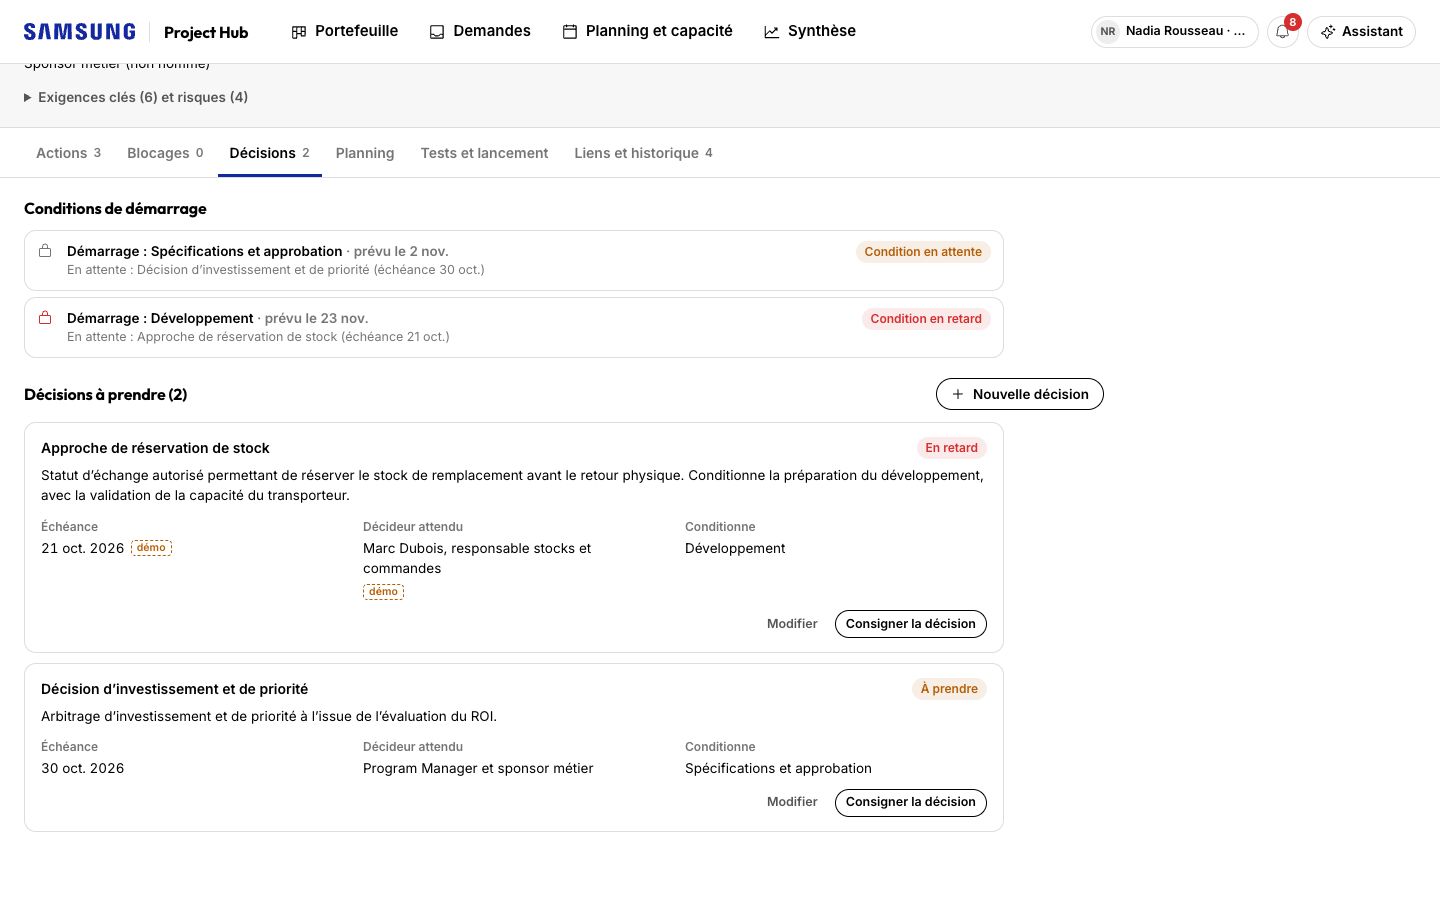 SAMSUNG
Project Hub
Portefeuille
Demandes
Planning et capacité
Synthèse
NR
Nadia Rousseau · ...
8
Assistant
Sponsor métier (non nommé)
Exigences clés (6) et risques (4)
Actions 3
Blocages 0
Décisions 2
Planning
Tests et lancement
Liens et historique 4
Conditions de démarrage
Démarrage : Spécifications et approbation · prévu le 2 nov.
Condition en attente
En attente : Décision d’investissement et de priorité (échéance 30 oct.)
Démarrage : Développement · prévu le 23 nov.
Condition en retard
En attente : Approche de réservation de stock (échéance 21 oct.)
Décisions à prendre (2)
Nouvelle décision
Approche de réservation de stock
En retard
Statut d’échange autorisé permettant de réserver le stock de remplacement avant le retour physique. Conditionne la préparation du développement,
avec la validation de la capacité du transporteur.
Échéance
21 oct. 2026 démo
Décideur attendu
Marc Dubois, responsable stocks et
commandes
démo
Conditionne
Développement
Modifier
Consigner la décision
Décision d’investissement et de priorité
À prendre
Arbitrage d’investissement et de priorité à l’issue de l’évaluation du ROI.
Échéance
30 oct. 2026
Décideur attendu
Program Manager et sponsor métier
Conditionne
Spécifications et approbation
Modifier
Consigner la décision